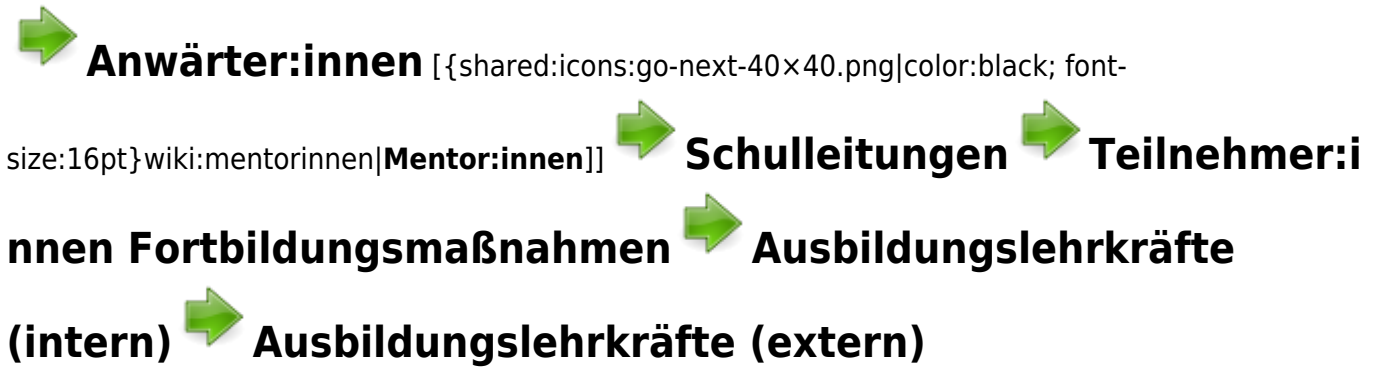 Anwärter:innen [{shared:icons:go-next-40×40.png|color:black; font-
size:16pt}wiki:mentorinnen|Mentor:innen]] Schulleitungen Teilnehmer:i
nnen Fortbildungsmaßnahmen Ausbildungslehrkräfte
(intern) Ausbildungslehrkräfte (extern)